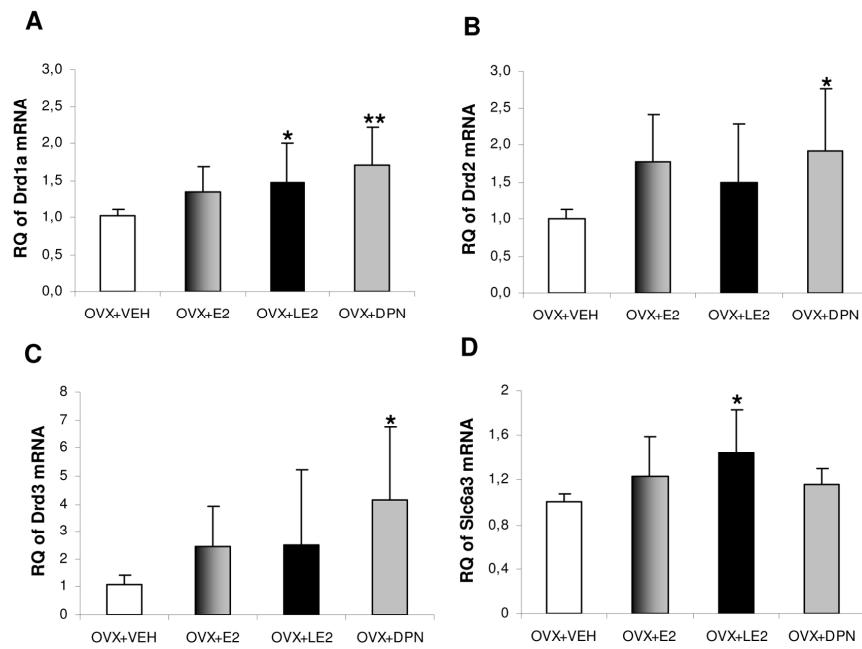 A
RQ of Drd1a mRNA
3,0
2,5
2,0
1,5
1,0
0,5
0,0
*
**
OVX+VEH OVX+E2 OVX+LE2 OVX+DPN
B
RQ of Drd2 mRNA
3,0
2,5
2,0
1,5
1,0
0,5
0,0
*
OVX+VEH OVX+E2 OVX+LE2 OVX+DPN
C
RQ of Drd3 mRNA
8
7
6
5
4
3
2
1
0
*
OVX+VEH OVX+E2 OVX+LE2 OVX+DPN
D
RQ of Slc6a3 mRNA
2
1,6
1,2
0,8
0,4
0
*
OVX+VEH OVX+E2 OVX+LE2 OVX+DPN